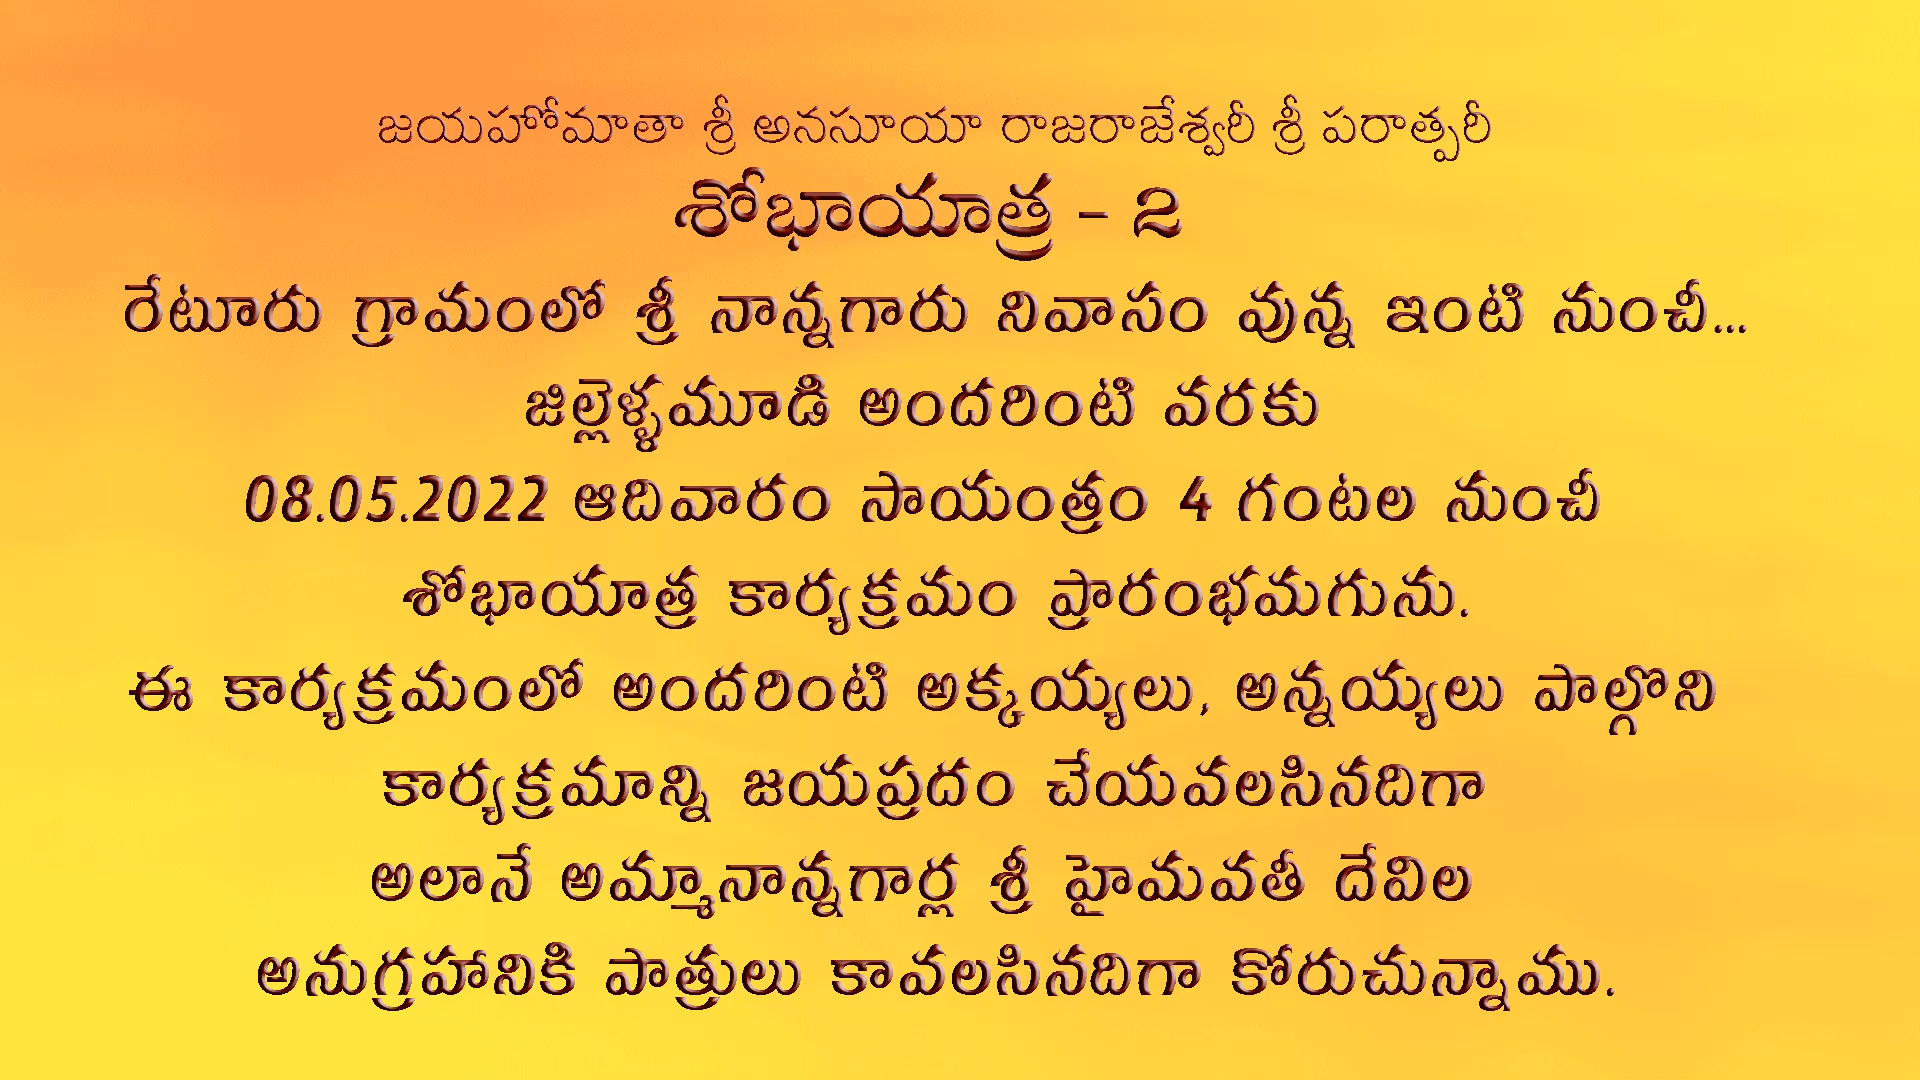 జయహోమాతా శ్రీ అనసూయా రాజరాజేశ్వరీ శ్రీ పరాత్పరీ
శోభాయాత్ర - 2
రేటూరు గ్రామంలో శ్రీ నాన్నగారు నివాసం వున్న ఇంటి నుంచీ...
జిల్లెళ్ళమూడి అందరింటి వరకు
08.05.2022 ఆదివారం సాయంత్రం 4 గంటల నుంచీ
శోభాయాత్ర కార్యక్రమం ప్రారంభమగును.
ఈ కార్యక్రమంలో అందరింటి అక్కయ్యలు, అన్నయ్యలు పాల్గొని
కార్యక్రమాన్ని జయప్రదం చేయవలసినదిగా
అలానే అమ్మానాన్నగార్ల శ్రీ హైమవతీ దేవిల
అనుగ్రహానికి పాత్రులు కావలసినదిగా కోరుచున్నాము.